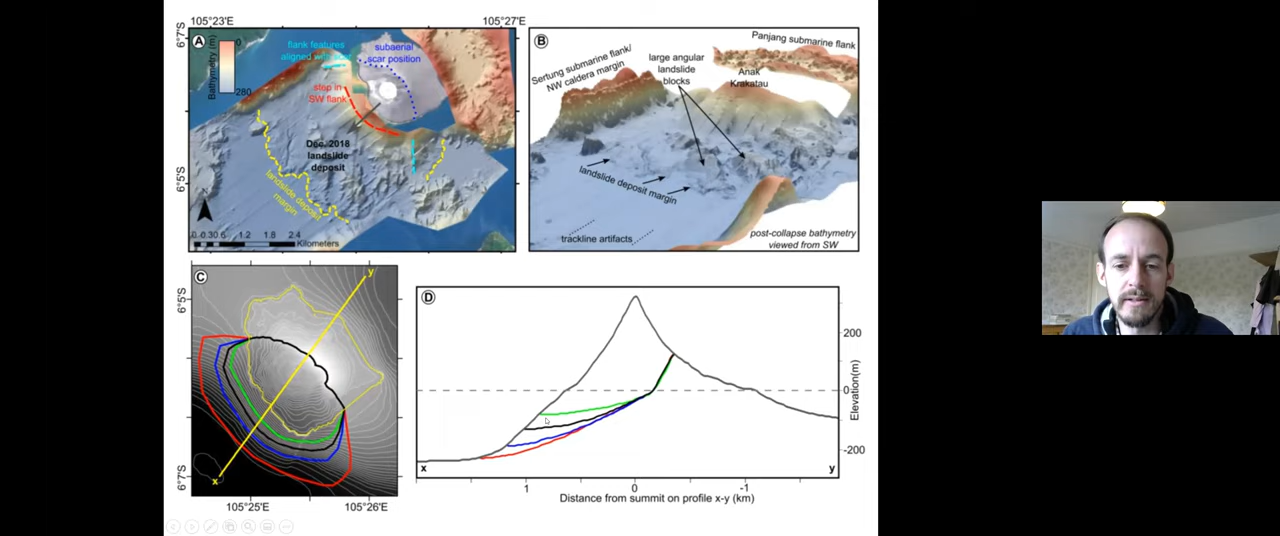 105°23'E
105°27'E
6°7'S
6°5'S
A
Bathymetry (m)
0
280
flank features
subaerial
scar position
step in
SW flank
Dec. 2018
landslide
deposit
landslide deposit
margin
0 0.30.6 1.2 1.8 2.4
Kilometers
B
Sertung submarine flank/
NW caldera margin
large angular
landslide
blocks
Panjang submarine flank
Anak
Krakatau
landslide deposit margin
trackline artifacts
post-collapse bathymetry
viewed from SW
C
y
x
6°5'S
6°7'S
105°25'E
105°26'E
D
200
0
-200
Elevation(m)
x
y
1
0
-1
Distance from summit on profile x-y (km)